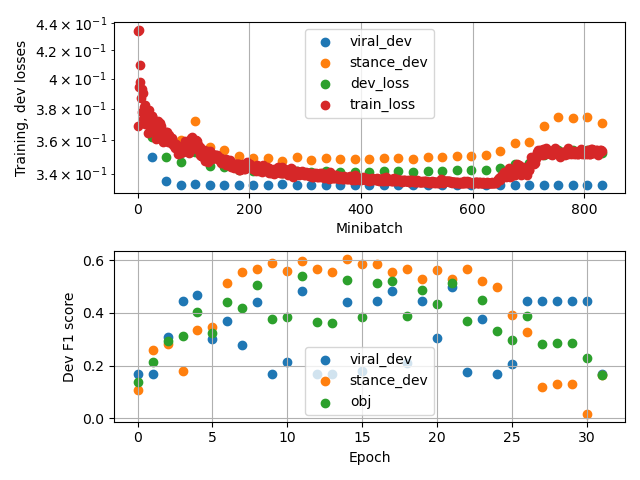 Training, dev losses
4.4 × 10⁻¹
4.2 × 10⁻¹
4 × 10⁻¹
3.8 × 10⁻¹
3.6 × 10⁻¹
3.4 × 10⁻¹
viral_dev
stance_dev
dev_loss
train_loss
0 200 400 600 800
Minibatch
Dev F1 score
0.6
0.4
0.2
0.0
viral_dev
stance_dev
obj
0 5 10 15 20 25 30
Epoch